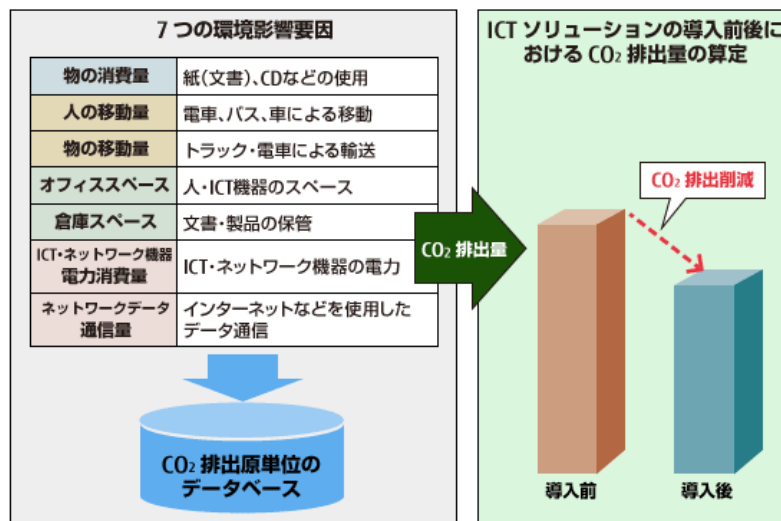 7つの環境影響要因
物の消費量
紙(文書)、CDなどの使用
人の移動量
電車、バス、車による移動
物の移動量
トラック・電車による輸送
オフィススペース
人・ICT機器のスペース
倉庫スペース
文書・製品の保管
ICT・ネットワーク機器
電力消費量
ICT・ネットワーク機器の電力
ネットワークデータ
通信量
インターネットなどを使用した
データ通信
CO₂ 排出原単位の
データベース
CO₂ 排出量
ICT ソリューションの導入前後に
おける CO₂ 排出量の算定
CO₂ 排出削減
導入前
導入後